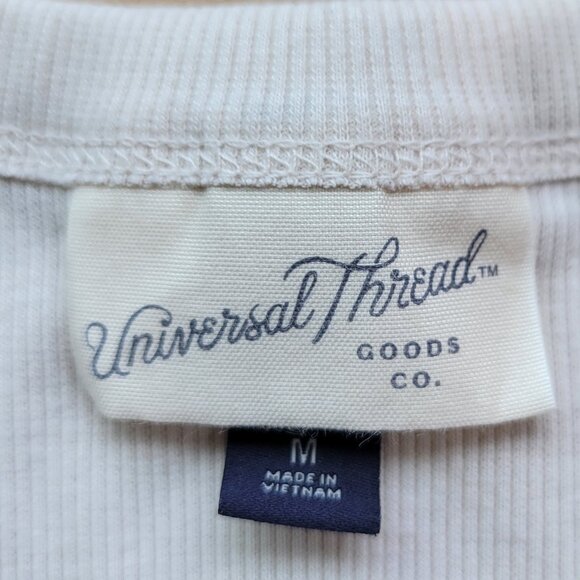 Universal Thread™
GOODS
CO.
M
MADE IN
VIETNAM